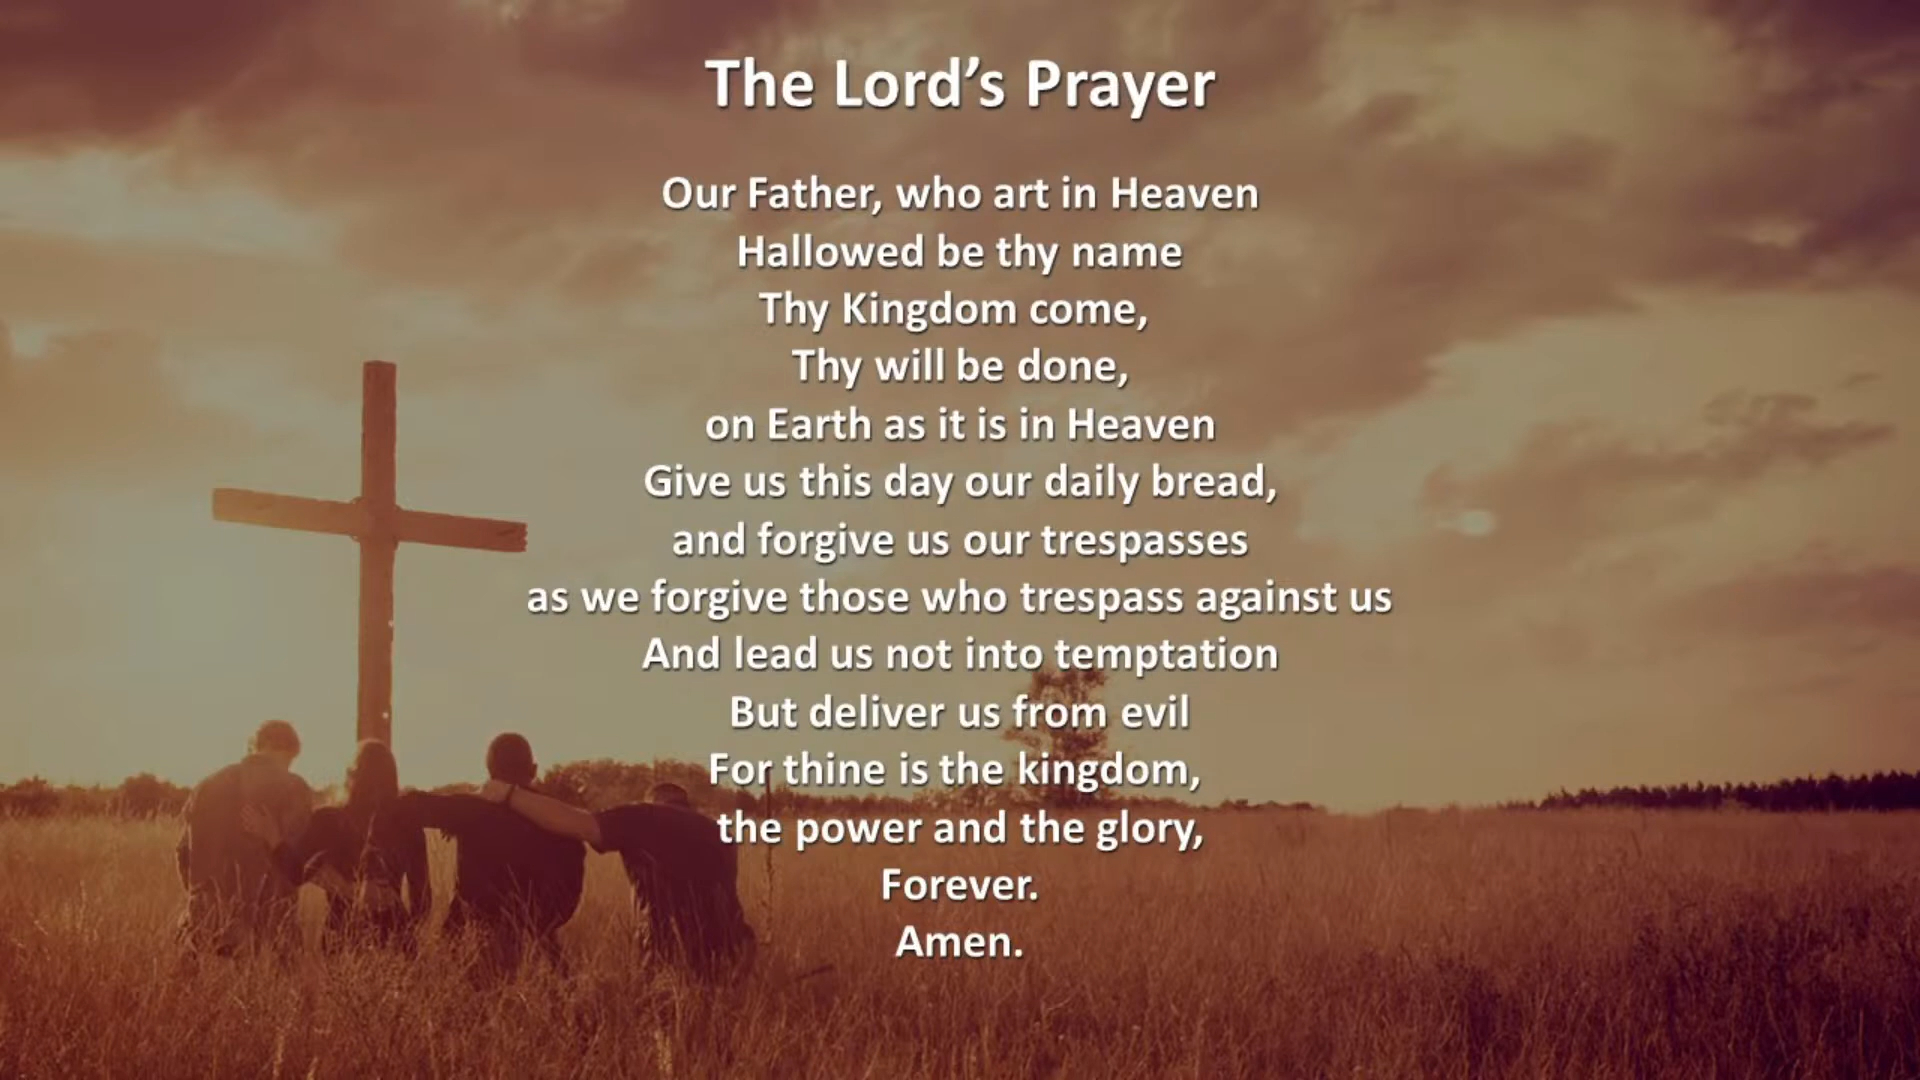 The Lord’s Prayer
Our Father, who art in Heaven
Hallowed be thy name
Thy Kingdom come,
Thy will be done,
on Earth as it is in Heaven
Give us this day our daily bread,
and forgive us our trespasses
as we forgive those who trespass against us
And lead us not into temptation
But deliver us from evil
For thine is the kingdom,
the power and the glory,
Forever.
Amen.